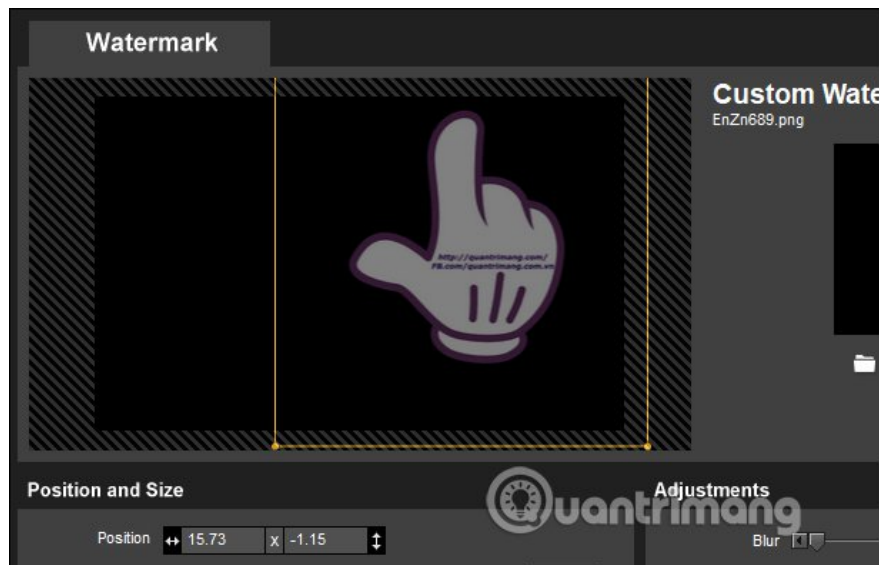 Watermark
Custom Wate
EnZn689.png
http://quantrimang.com/
FB.com/quantrimang.com.vn
Position and Size
Adjustments
Quantrimang
Position 15.73 x -1.15
Blur